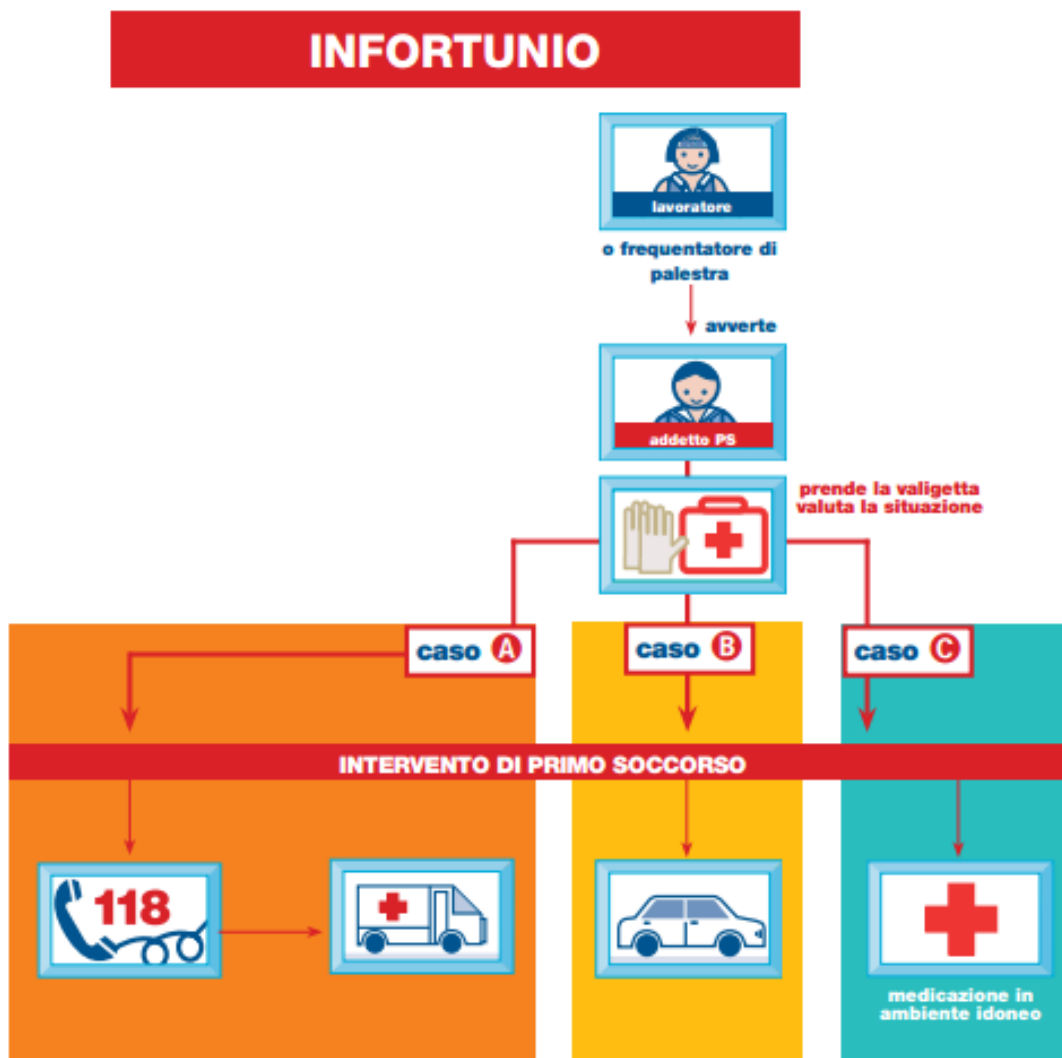 INFORTUNIO
lavoratore
o frequentatore di
palestra
avverte
addetto PS
prende la valigetta
valuta la situazione
caso A
caso B
caso C
INTERVENTO DI PRIMO SOCCORSO
118
medicazione in
ambiente idoneo